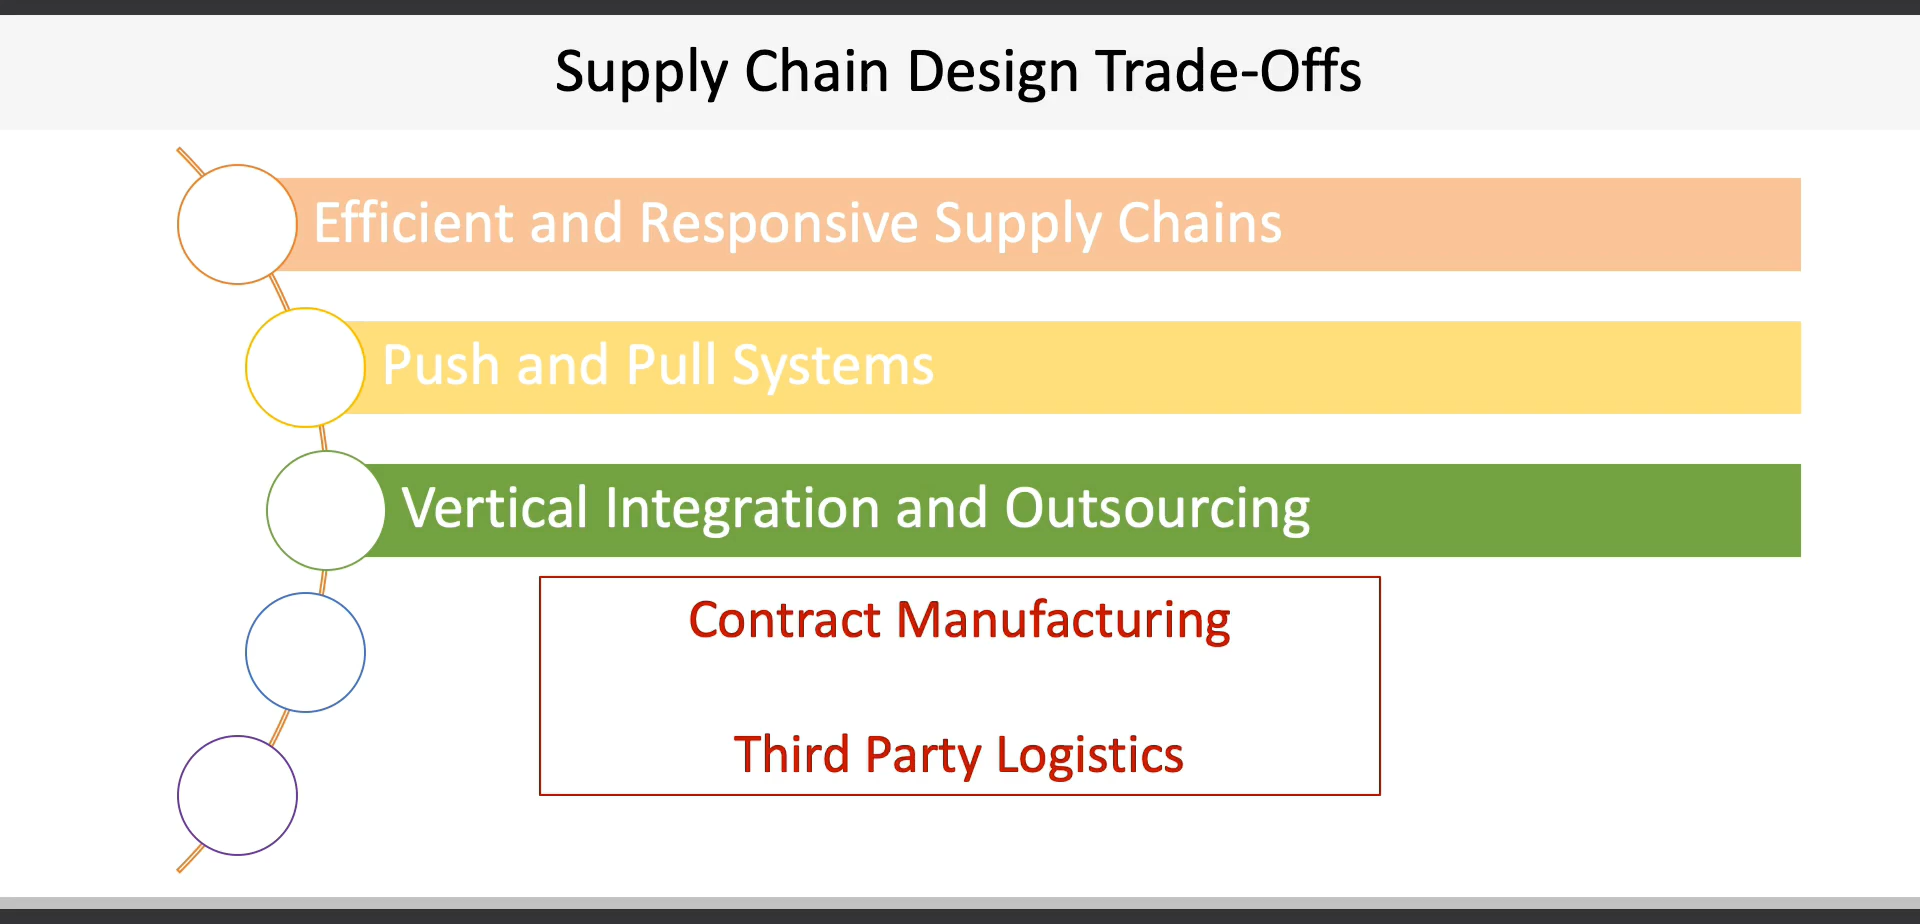 Supply Chain Design Trade-Offs
Efficient and Responsive Supply Chains
Push and Pull Systems
Vertical Integration and Outsourcing
Contract Manufacturing
Third Party Logistics